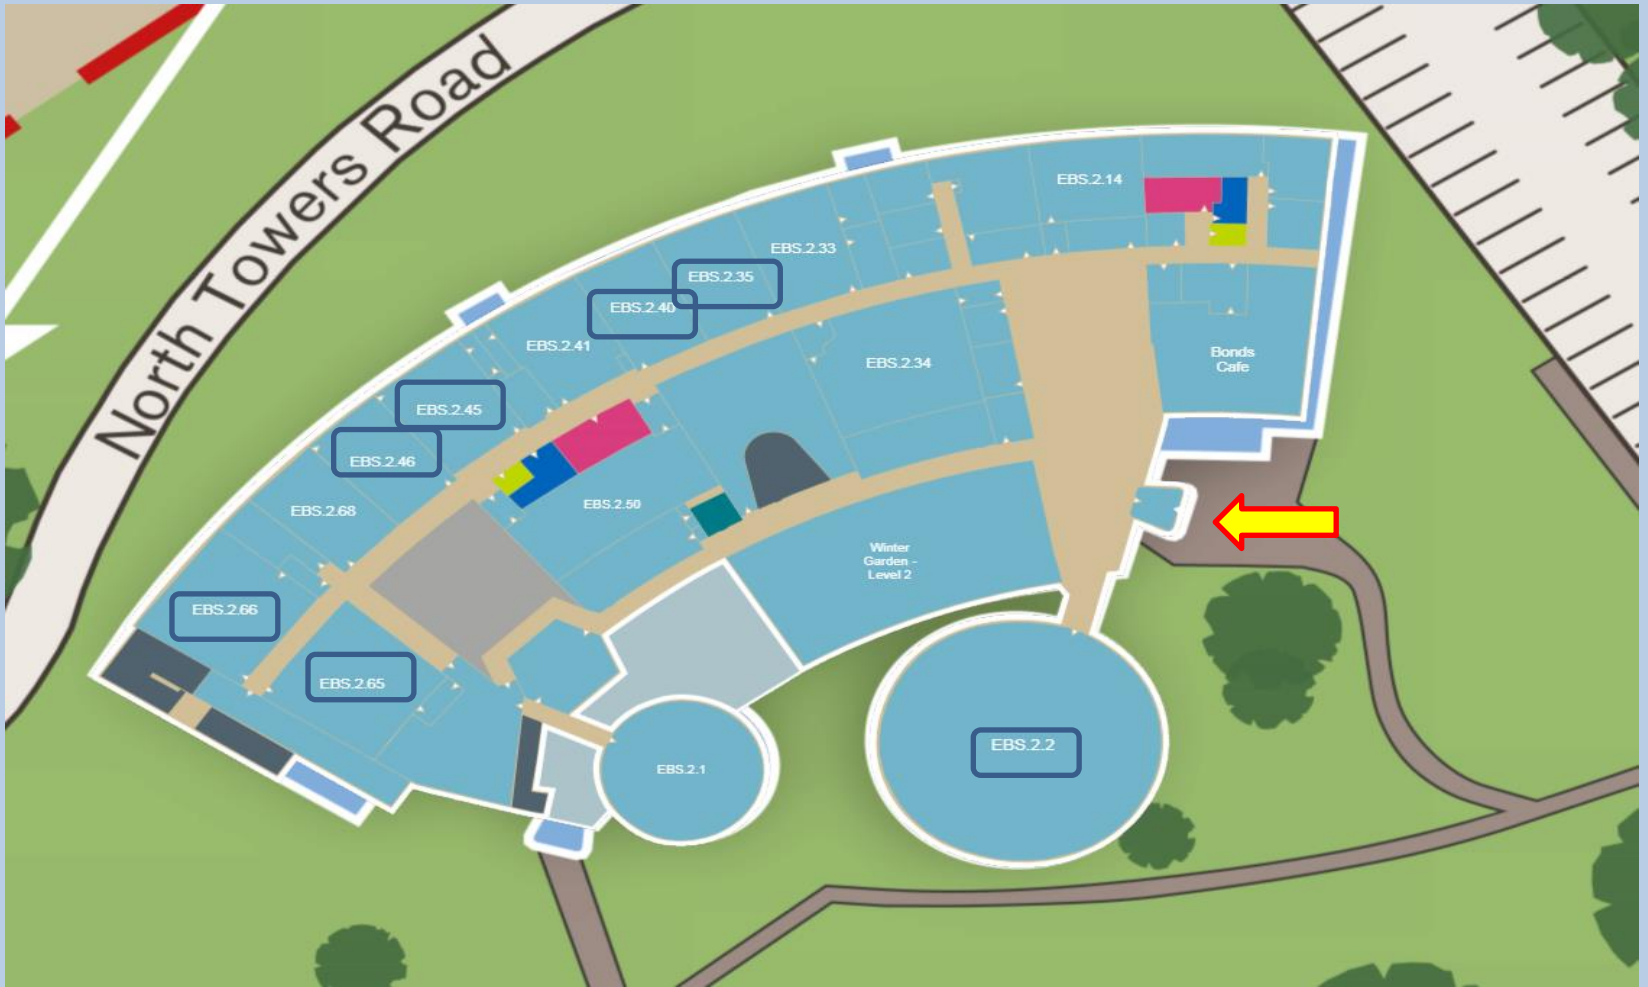 North Towers Road
EBS.2.14
EBS.2.33
EBS.2.35
EBS.2.40
EBS.2.41
EBS.2.34
Bonds
Cafe
EBS.2.45
EBS.2.46
EBS.2.68
EBS.2.50
Winter
Garden -
Level 2
EBS.2.66
EBS.2.65
EBS.2.1
EBS.2.2